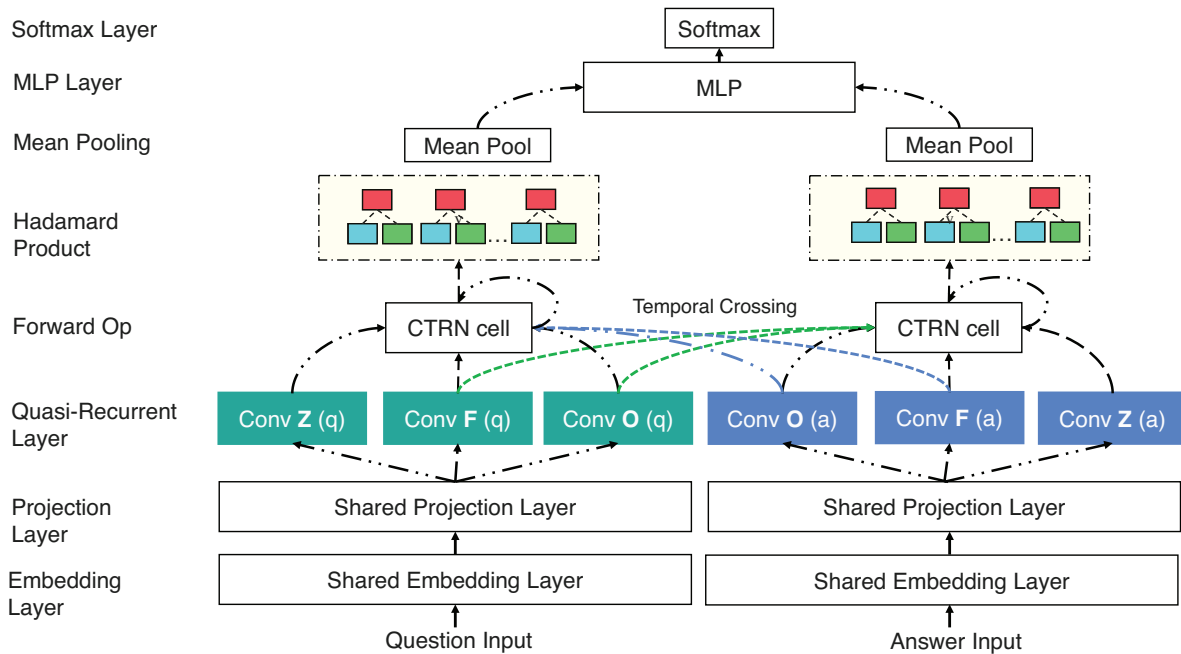 Softmax Layer
Softmax
MLP Layer
MLP
Mean Pooling
Mean Pool
Mean Pool
Hadamard
Product
...
...
Temporal Crossing
Forward Op
CTRN cell
CTRN cell
Quasi-Recurrent
Layer
Conv Z (q)
Conv F (q)
Conv O (q)
Conv O (a)
Conv F (a)
Conv Z (a)
Projection
Layer
Shared Projection Layer
Shared Projection Layer
Embedding
Layer
Shared Embedding Layer
Shared Embedding Layer
Question Input
Answer Input